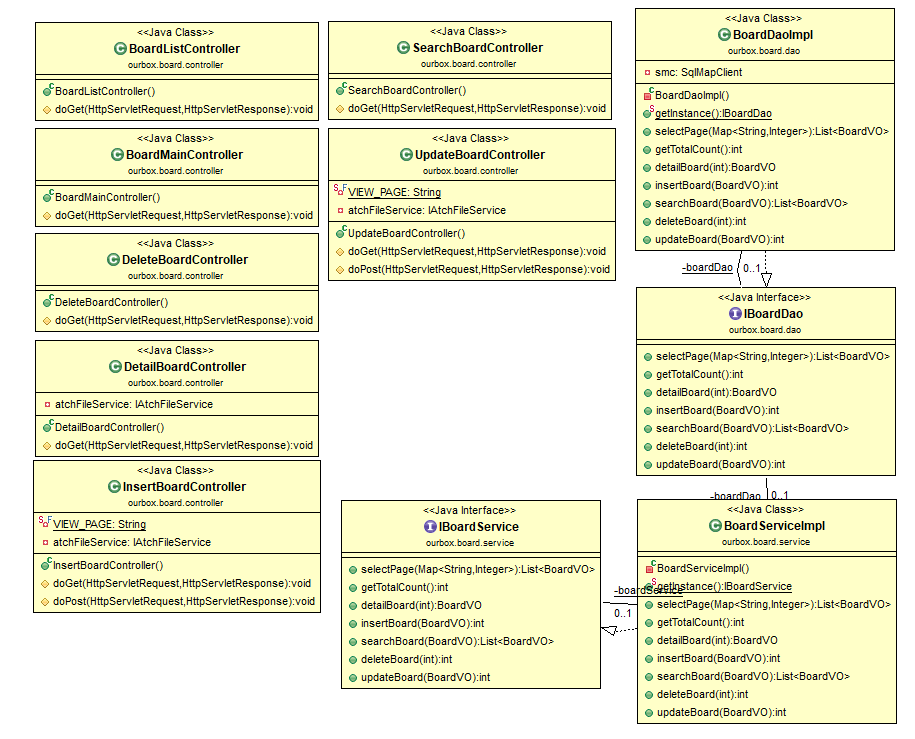 <<Java Class>>
BoardListController
ourbox.board.controller
BoardListController()
doGet(HttpServletRequest,HttpServletResponse):void
<<Java Class>>
BoardMainController
ourbox.board.controller
BoardMainController()
doGet(HttpServletRequest,HttpServletResponse):void
<<Java Class>>
DeleteBoardController
ourbox.board.controller
DeleteBoardController()
doGet(HttpServletRequest,HttpServletResponse):void
<<Java Class>>
DetailBoardController
ourbox.board.controller
atchFileService: IAtchFileService
DetailBoardController()
doGet(HttpServletRequest,HttpServletResponse):void
<<Java Class>>
InsertBoardController
ourbox.board.controller
VIEW_PAGE: String
atchFileService: IAtchFileService
InsertBoardController()
doGet(HttpServletRequest,HttpServletResponse):void
doPost(HttpServletRequest,HttpServletResponse):void
<<Java Class>>
SearchBoardController
ourbox.board.controller
SearchBoardController()
doGet(HttpServletRequest,HttpServletResponse):void
<<Java Class>>
UpdateBoardController
ourbox.board.controller
VIEW_PAGE: String
atchFileService: IAtchFileService
UpdateBoardController()
doGet(HttpServletRequest,HttpServletResponse):void
doPost(HttpServletRequest,HttpServletResponse):void
<<Java Interface>>
IBoardService
ourbox.board.service
selectPage(Map<String,Integer>):List<BoardVO>
getTotalCount():int
detailBoard(int):BoardVO
insertBoard(BoardVO):int
searchBoard(BoardVO):List<BoardVO>
deleteBoard(int):int
updateBoard(BoardVO):int
<<Java Class>>
BoardDaoImpl
ourbox.board.dao
smc: SqlMapClient
BoardDaoImpl()
getInstance():IBoardDao
selectPage(Map<String,Integer>):List<BoardVO>
getTotalCount():int
detailBoard(int):BoardVO
insertBoard(BoardVO):int
searchBoard(BoardVO):List<BoardVO>
deleteBoard(int):int
updateBoard(BoardVO):int
-boardDao 0..1
<<Java Interface>>
IBoardDao
ourbox.board.dao
selectPage(Map<String,Integer>):List<BoardVO>
getTotalCount():int
detailBoard(int):BoardVO
insertBoard(BoardVO):int
searchBoard(BoardVO):List<BoardVO>
deleteBoard(int):int
updateBoard(BoardVO):int
-boardDao 0..1
<<Java Class>>
BoardServiceImpl
ourbox.board.service
BoardServiceImpl()
getInstance():IBoardService
selectPage(Map<String,Integer>):List<BoardVO>
getTotalCount():int
detailBoard(int):BoardVO
insertBoard(BoardVO):int
searchBoard(BoardVO):List<BoardVO>
deleteBoard(int):int
updateBoard(BoardVO):int
-boardService
0..1